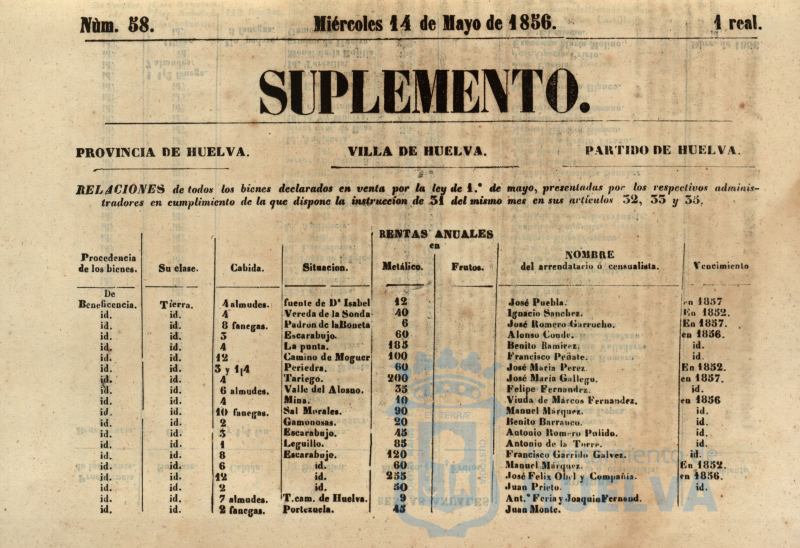 Núm. 58. Miércoles 14 de Mayo de 1856. 1 real.
SUPLEMENTO.
PROVINCIA DE HUELVA. VILLA DE HUELVA. PARTIDO DE HUELVA.
RELACIONES de todos los bienes declarados en venta por la ley de 1.º de mayo, presentadas por los respectivos adminis-
tradores en cumplimiento de la que dispone la instruccion de 31 del mismo mes en sus artículos 32, 33 y 35.
RENTAS ANUALES
en
Procedencia de los bienes. Su clase. Cabida. Situacion. Metálico. Frutos. NOMBRE del arrendatario ó censualista. Vencimiento
De
Beneficencia. Tierra. 4 almudes. fuente de Dª Isabel 12 José Puebla. en 1857
id. id. 4 Vereda de la Sonda 40 Ignacio Sanchez. En 1852.
id. id. 8 fanegas. Padron de la Boneta 6 José Romero Garrucho. En 1857.
id. id. 3 Escarabujo. 60 Alonso Conde. en 1856.
id. id. 4 La punta. 185 Benito Ramirez. id.
id. id. 12 Camino de Moguer 100 Francisco Peñate. id.
id. id. 3 y 1/4 Periedra. 60 José Maria Perez. En 1852.
id. id. 4 Tariego. 200 José Maria Gallego. en 1857.
id. id. 6 almudes. Valle del Alosno. 35 Felipe Fernandez. id.
id. id. 4 Mina. 10 Viuda de Marcos Fernandez. en 1856
id. id. 10 fanegas. Sal Morales. 90 Manuel Márquez. id.
id. id. 2 Gamonosas. 20 Benito Barranco. id.
id. id. 3 Escarabujo. 45 Antonio Romero Pulido. id.
id. id. 1 Leguillo. 85 Antonio de la Torre. id.
id. id. 8 Escarabujo. 120 Francisco Garrido Galvez. id.
id. id. 6 id. 60 Manuel Márquez. En 1852.
id. id. 12 id. 255 José Felix Obel y Compañia. en 1856.
id. id. 2 id. 50 Juan Prieto. id.
id. id. 7 almudes. T. cam. de Huelva. 9 Ant.º Feria y Joaquin Fernand.
id. id. 2 fanegas. Portezuela. 45 Juan Monte.
HUELVA